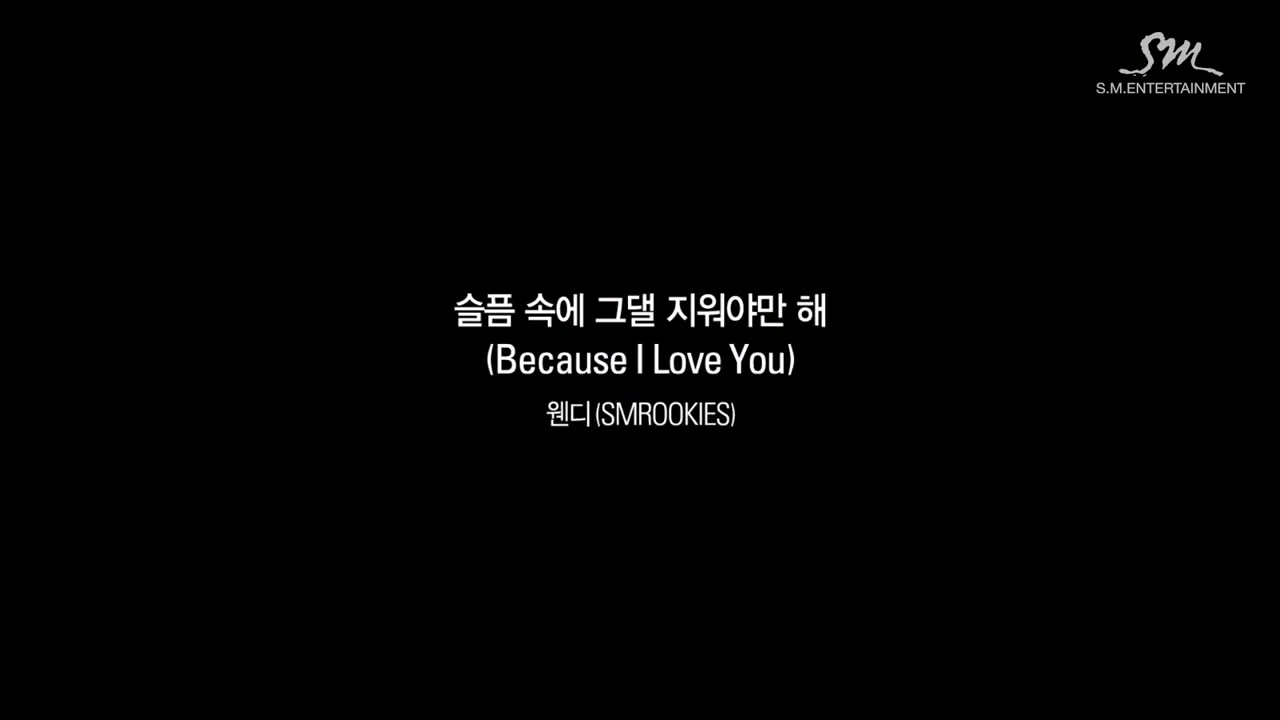 SM
S.M.ENTERTAINMENT
슬픔 속에 그댈 지워야만 해
(Because I Love You)
웬디(SMROOKIES)